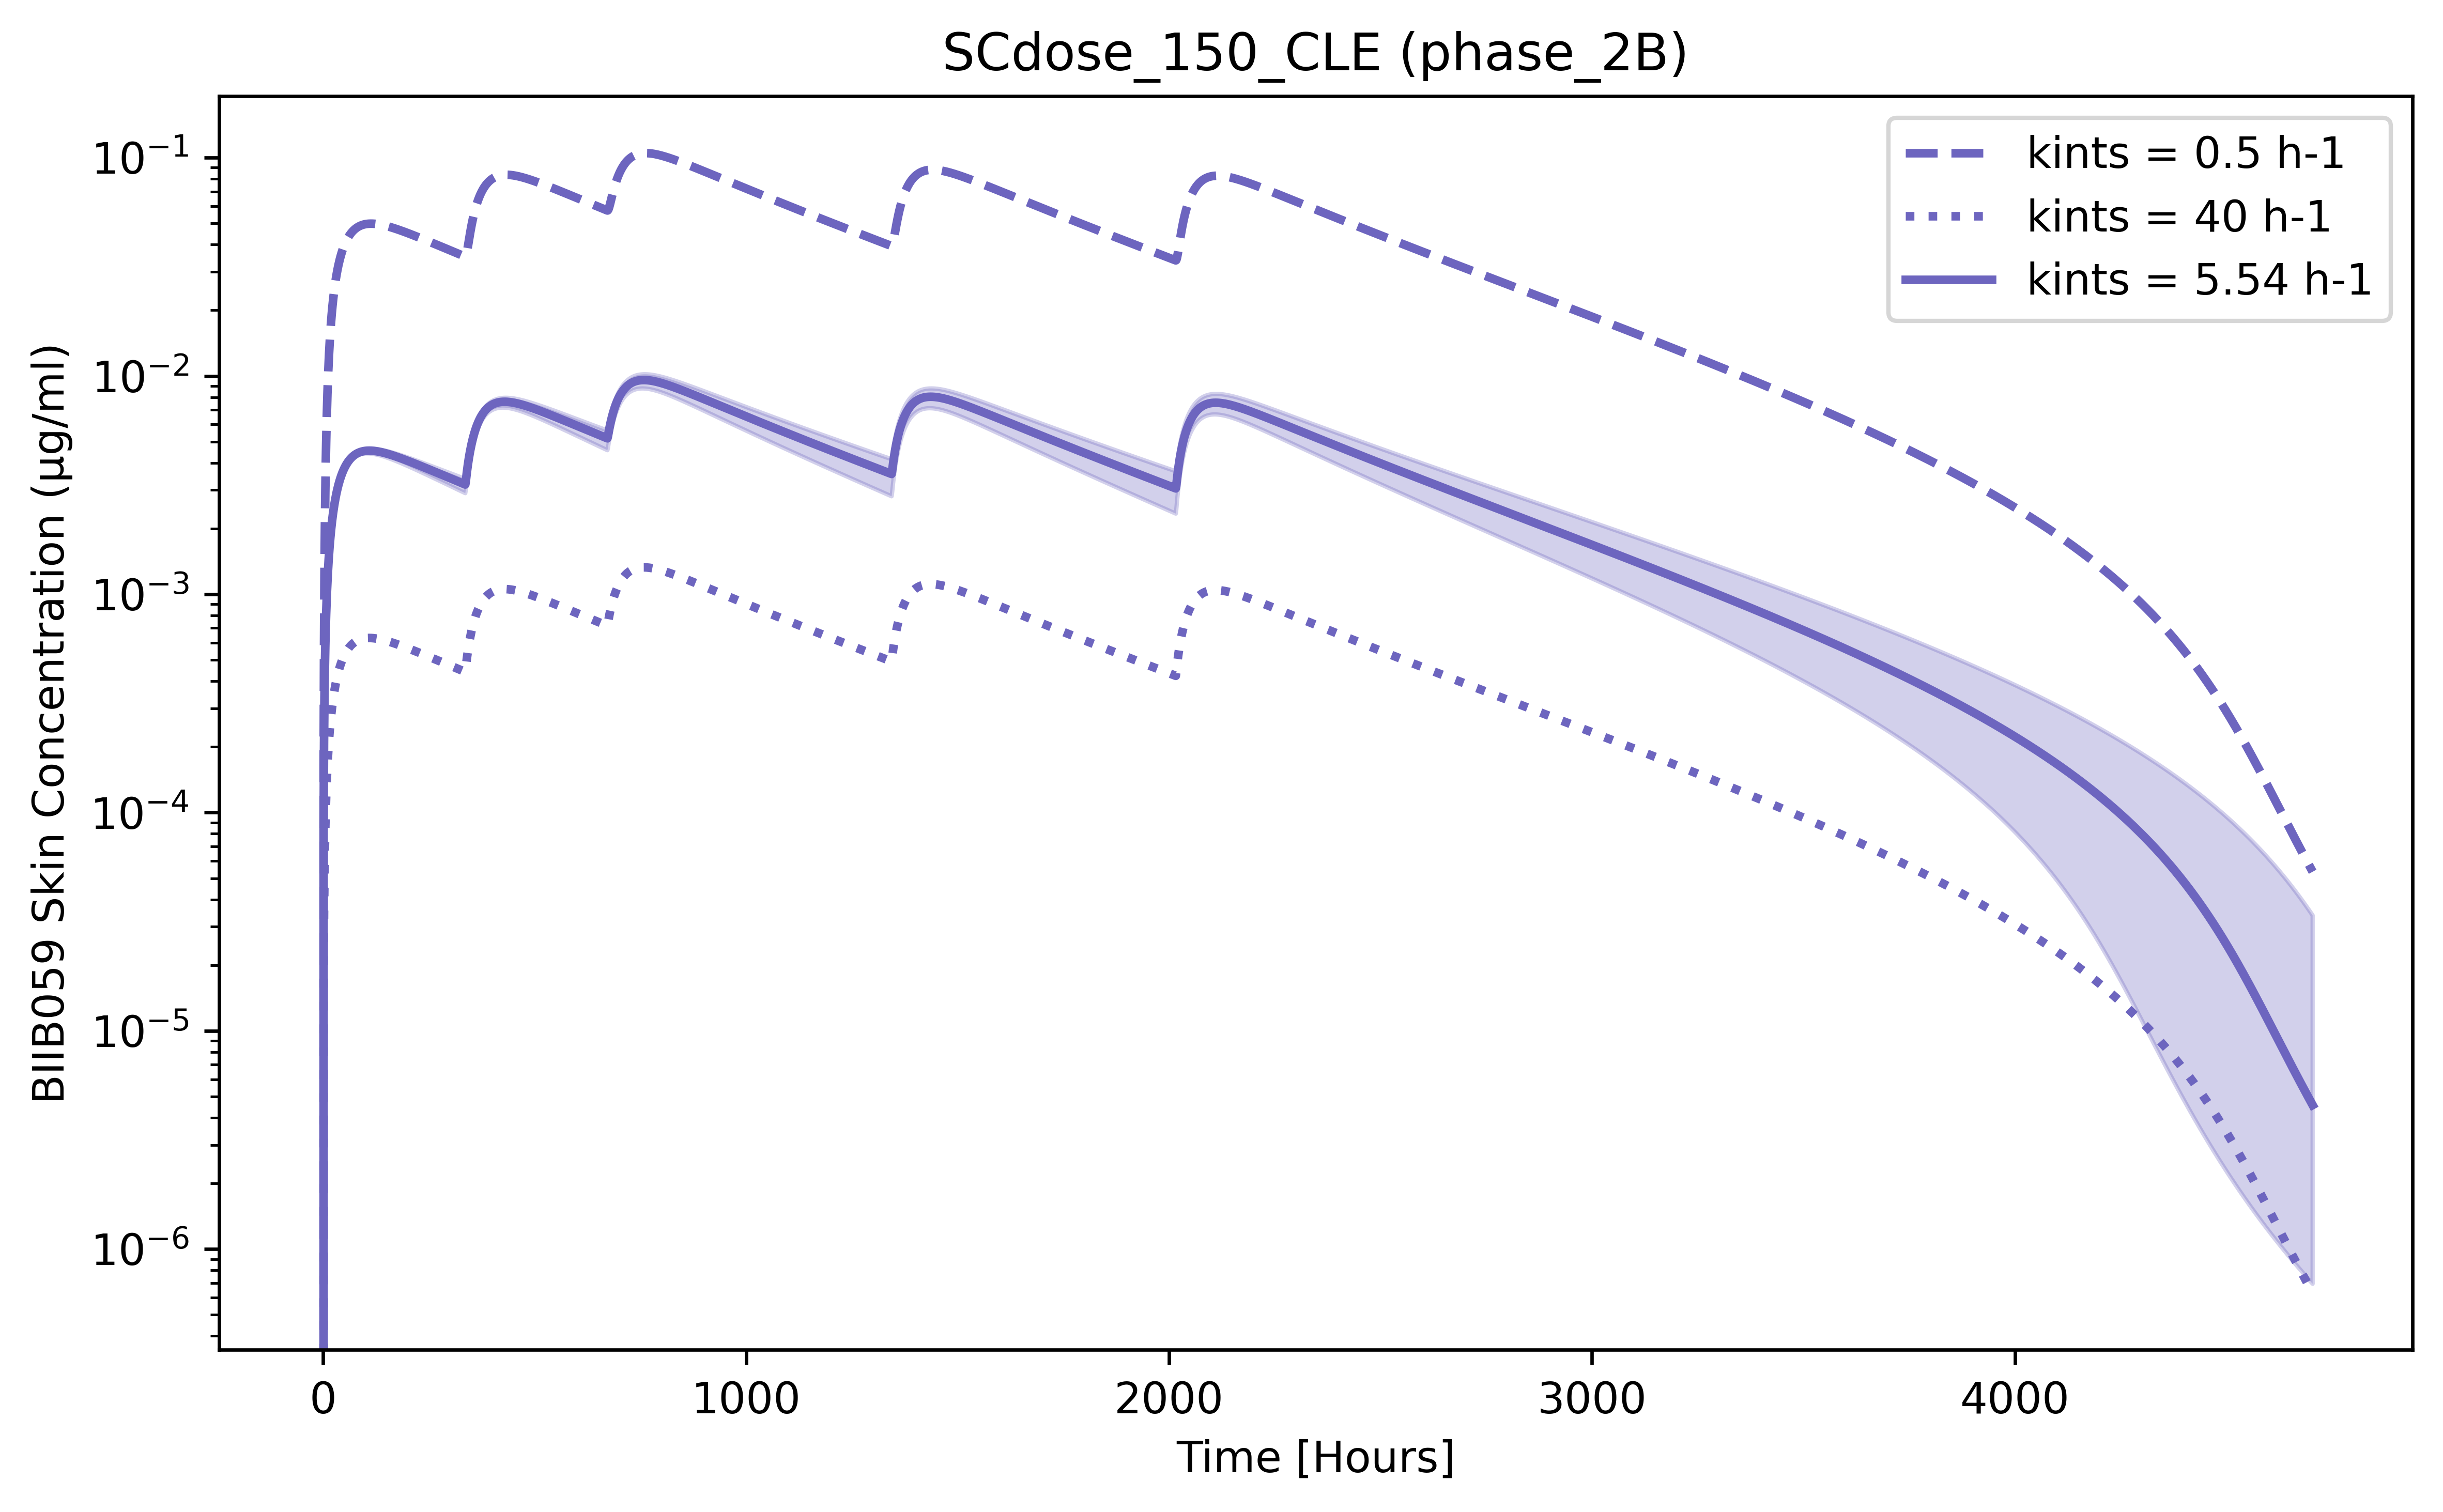 SCdose_150_CLE (phase_2B)
kints = 0.5 h-1
kints = 40 h-1
kints = 5.54 h-1
BIIB059 Skin Concentration (µg/ml)
10⁻¹
10⁻²
10⁻³
10⁻⁴
10⁻⁵
10⁻⁶
0 1000 2000 3000 4000
Time [Hours]